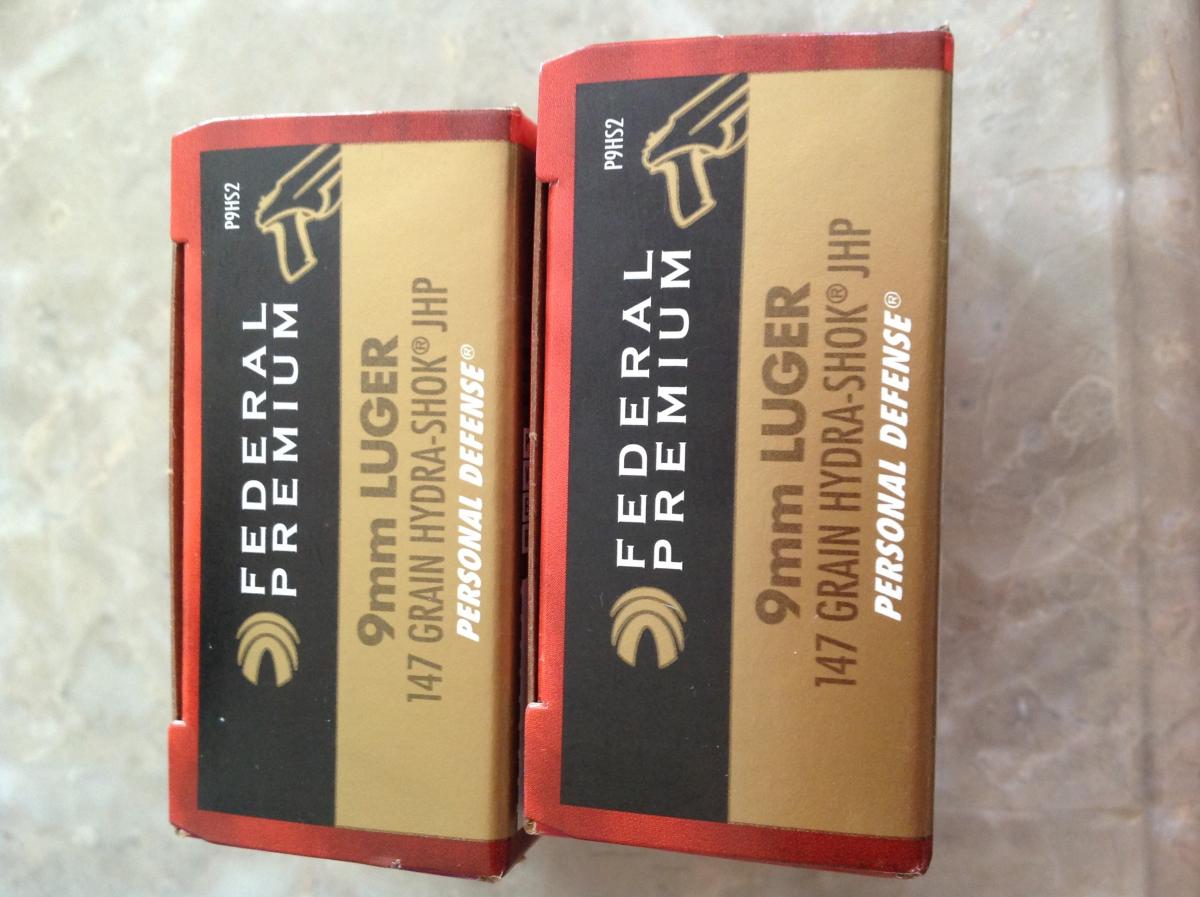 P9HS2
FEDERAL
PREMIUM
9mm LUGER
147 GRAIN HYDRA-SHOK® JHP
PERSONAL DEFENSE®
P9HS2
FEDERAL
PREMIUM
9mm LUGER
147 GRAIN HYDRA-SHOK® JHP
PERSONAL DEFENSE®